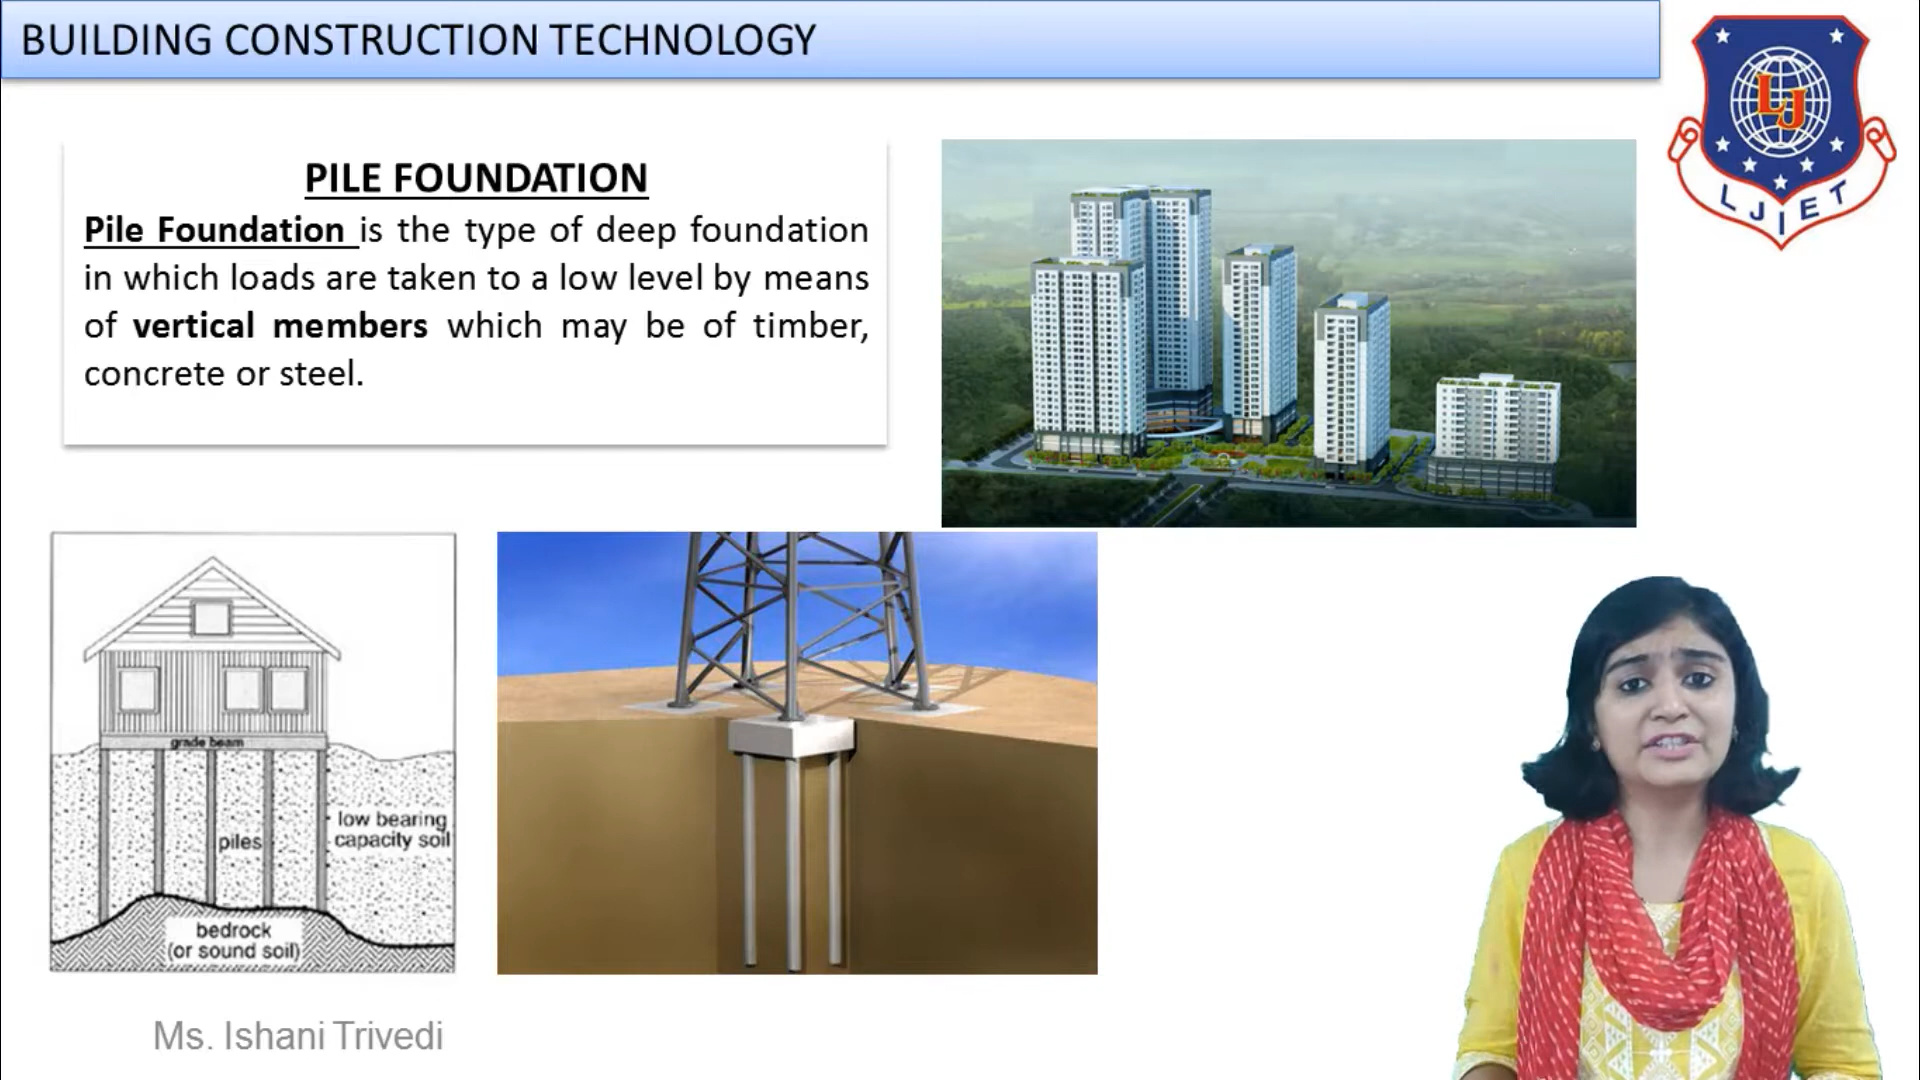 BUILDING CONSTRUCTION TECHNOLOGY
LJ
LJIET
PILE FOUNDATION
Pile Foundation is the type of deep foundation
in which loads are taken to a low level by means
of vertical members which may be of timber,
concrete or steel.
grade beam
piles
low bearing
capacity soil
bedrock
(or sound soil)
Ms. Ishani Trivedi